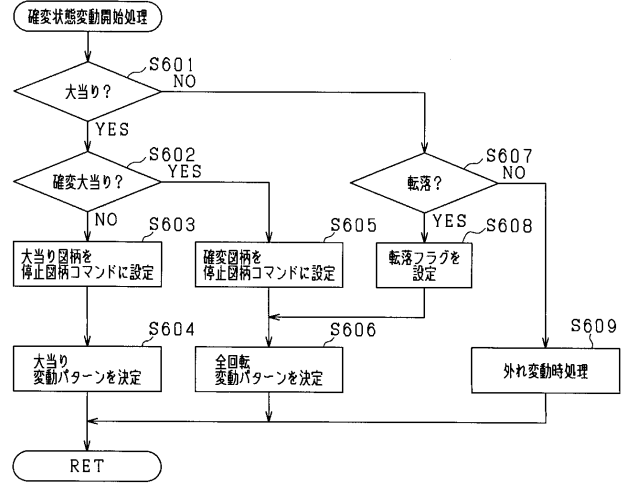 確変状態変動開始処理
S601
大当り?
NO
YES
S602
確変大当り?
YES
NO
S607
転落?
NO
YES
S603
大当り図柄を
停止図柄コマンドに設定
S605
確変図柄を
停止図柄コマンドに設定
S608
転落フラグを
設定
S604
大当り
変動パターンを決定
S606
全回転
変動パターンを決定
S609
外れ変動時処理
RET